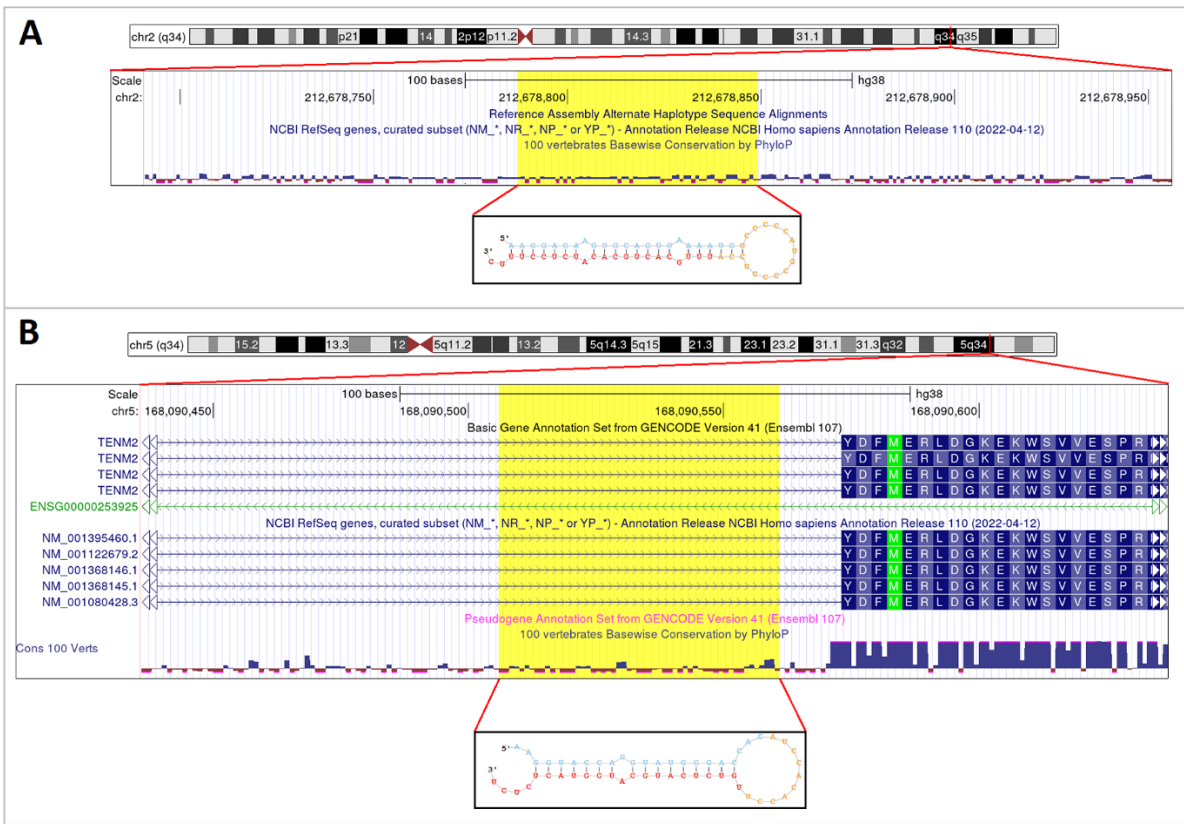 A
chr2 (q34) p21 14 2p12 p11.2 14.3 31.1 q34 q35
Scale 100 bases hg38
chr2: 212,678,750 212,678,800 212,678,850 212,678,900 212,678,950
Reference Assembly Alternate Haplotype Sequence Alignments
NCBI RefSeq genes, curated subset (NM_*, NR_*, NP_* or YP_*) - Annotation Release NCBI Homo sapiens Annotation Release 110 (2022-04-12)
100 vertebrates Basewise Conservation by PhyloP
5'
3'
B
chr5 (q34) 15.2 13.3 12 5q11.2 13.2 5q14.3 5q15 21.3 23.1 23.2 31.1 31.3 q32 5q34
Scale 100 bases hg38
chr5: 168,090,450 168,090,500 168,090,550 168,090,600
Basic Gene Annotation Set from GENCODE Version 41 (Ensembl 107)
TENM2 Y D F M E R L D G K E K W S V V E S P R
TENM2 Y D F M E R L D G K E K W S V V E S P R
TENM2 Y D F M E R L D G K E K W S V V E S P R
TENM2 Y D F M E R L D G K E K W S V V E S P R
ENSG00000253925
NCBI RefSeq genes, curated subset (NM_*, NR_*, NP_* or YP_*) - Annotation Release NCBI Homo sapiens Annotation Release 110 (2022-04-12)
NM_001395460.1 Y D F M E R L D G K E K W S V V E S P R
NM_001122679.2 Y D F M E R L D G K E K W S V V E S P R
NM_001368146.1 Y D F M E R L D G K E K W S V V E S P R
NM_001368145.1 Y D F M E R L D G K E K W S V V E S P R
NM_001080428.3 Y D F M E R L D G K E K W S V V E S P R
Pseudogene Annotation Set from GENCODE Version 41 (Ensembl 107)
100 vertebrates Basewise Conservation by PhyloP
Cons 100 Verts
5'
3'